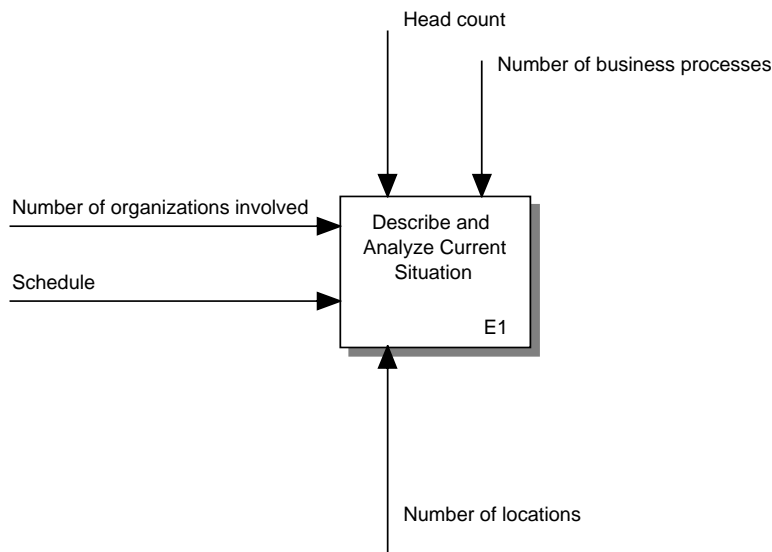 Head count
Number of business processes
Number of organizations involved
Describe and
Analyze Current
Situation
Schedule
E1
Number of locations